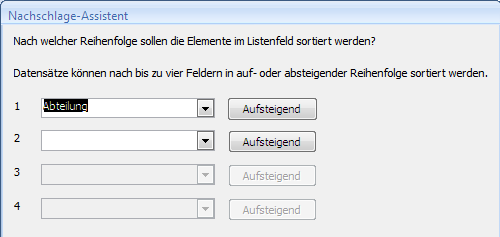 Nachschlage-Assistent
Nach welcher Reihenfolge sollen die Elemente im Listenfeld sortiert werden?
Datensätze können nach bis zu vier Feldern in auf- oder absteigender Reihenfolge sortiert werden.
1 Abteilung Aufsteigend
2 Aufsteigend
3 Aufsteigend
4 Aufsteigend